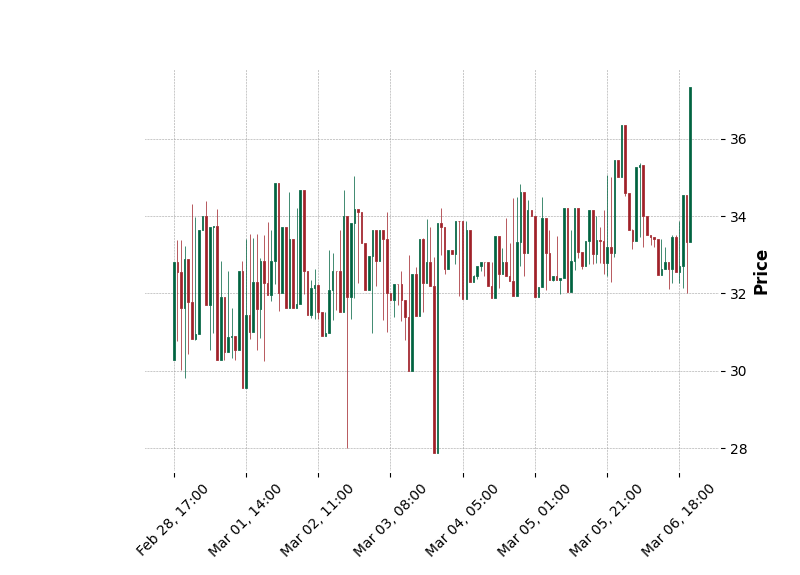 36
34
32
30
28
Price
Feb 28, 17:00
Mar 01, 14:00
Mar 02, 11:00
Mar 03, 08:00
Mar 04, 05:00
Mar 05, 01:00
Mar 05, 21:00
Mar 06, 18:00